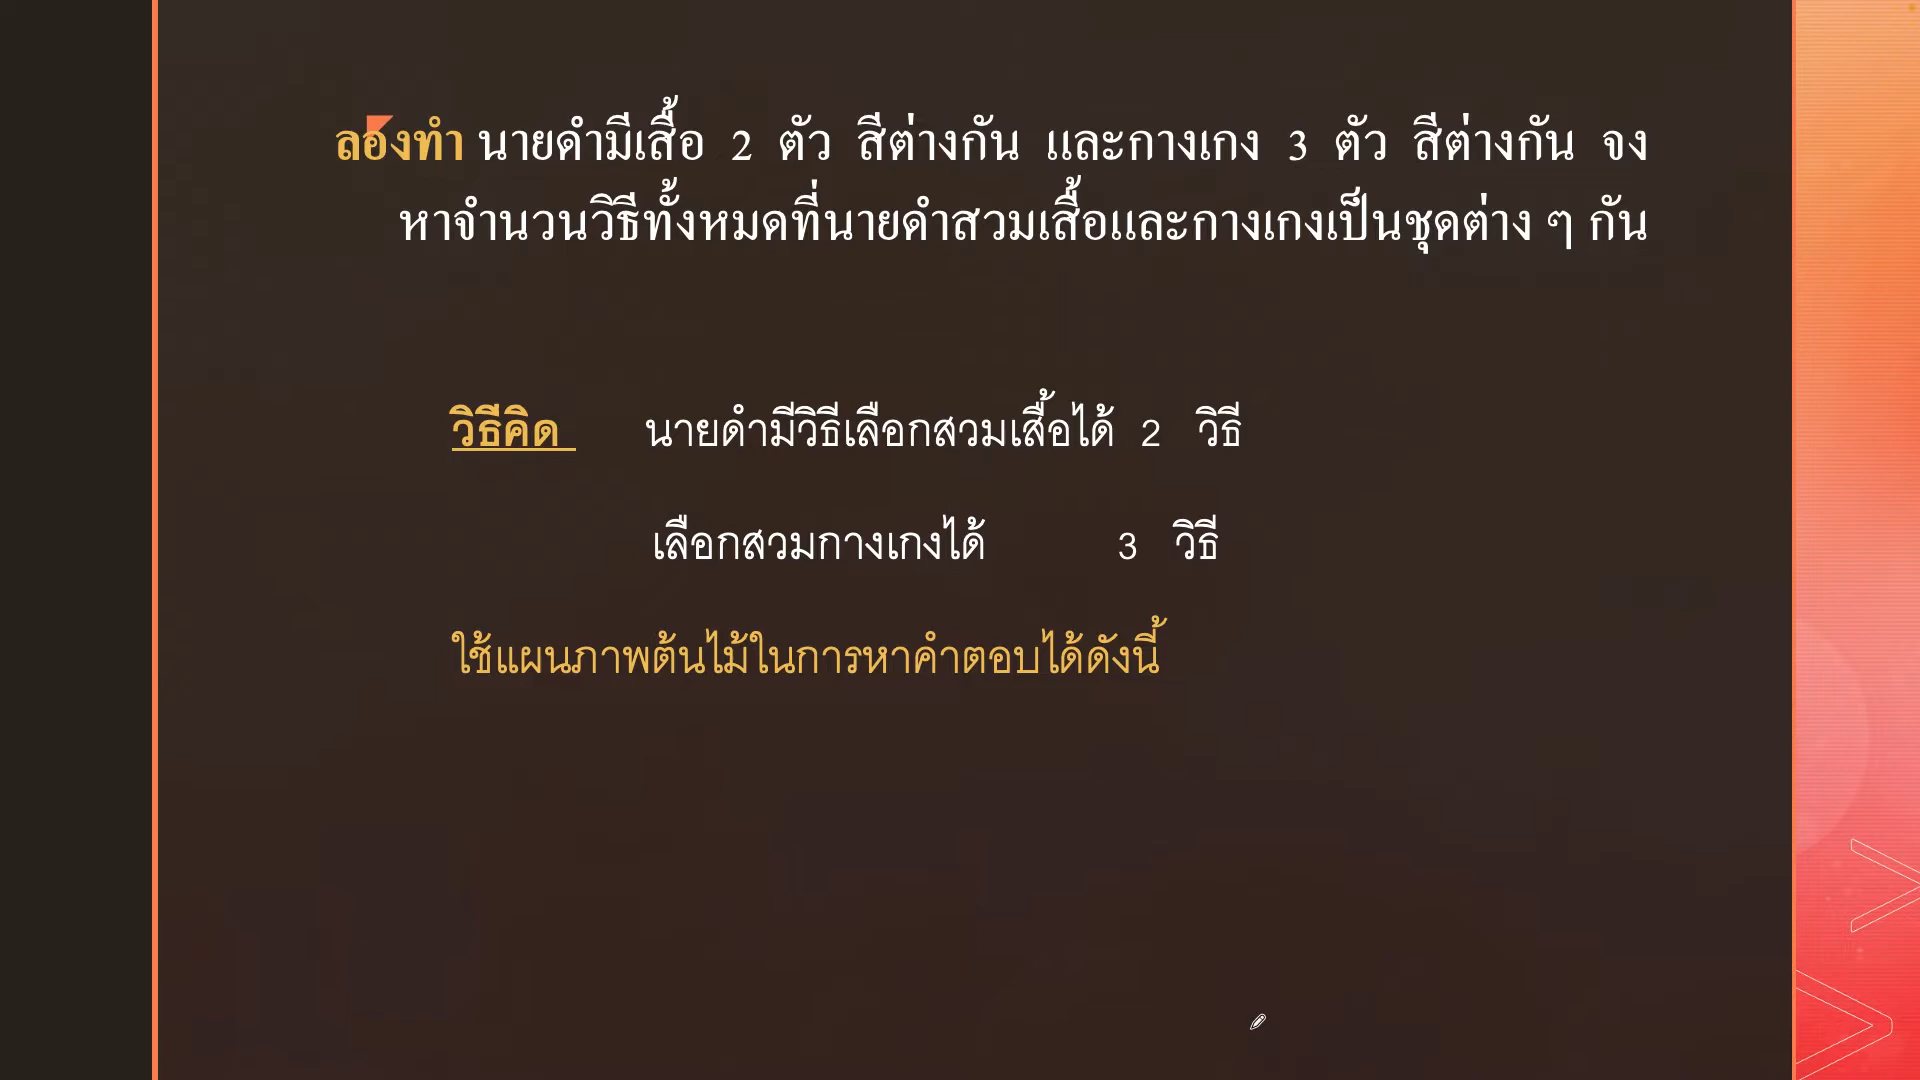 ลองทำ นายดำมีเสื้อ 2 ตัว สีต่างกัน และกางเกง 3 ตัว สีต่างกัน จง
หาจำนวนวิธีทั้งหมดที่นายดำสวมเสื้อและกางเกงเป็นชุดต่าง ๆ กัน
วิธีคิด นายดำมีวิธีเลือกสวมเสื้อได้ 2 วิธี
เลือกสวมกางเกงได้ 3 วิธี
ใช้แผนภาพต้นไม้ในการหาคำตอบได้ดังนี้